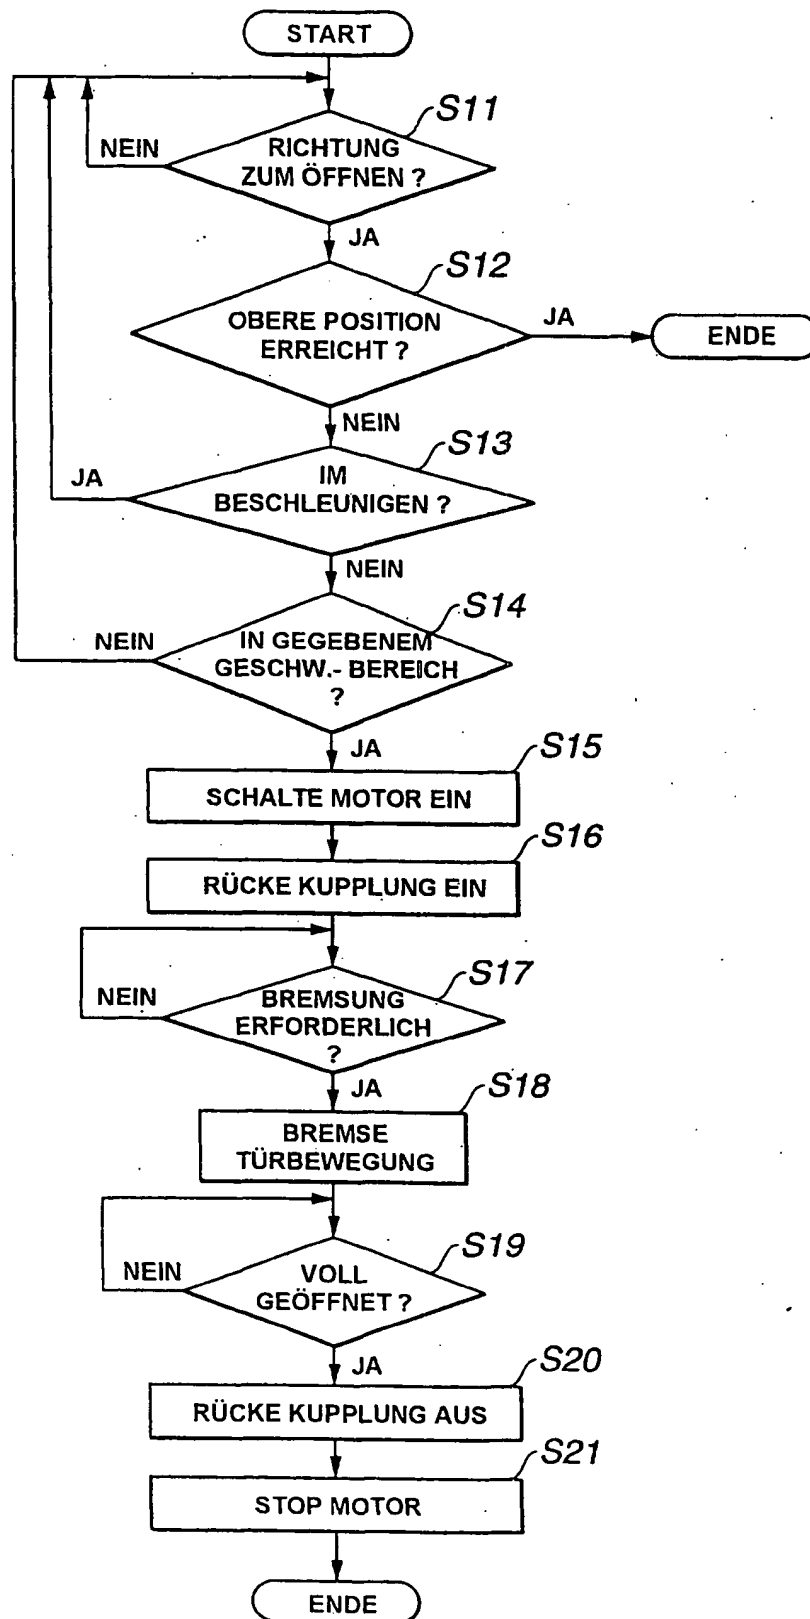 START
S11
NEIN
RICHTUNG
ZUM ÖFFNEN ?
JA
S12
OBERE POSITION
ERREICHT ?
JA
ENDE
NEIN
S13
JA
IM
BESCHLEUNIGEN ?
NEIN
S14
NEIN
IN GEGEBENEM
GESCHW.- BEREICH
?
JA
S15
SCHALTE MOTOR EIN
S16
RÜCKE KUPPLUNG EIN
S17
NEIN
BREMSUNG
ERFORDERLICH
?
JA
S18
BREMSE
TÜRBEWEGUNG
S19
NEIN
VOLL
GEÖFFNET ?
JA
S20
RÜCKE KUPPLUNG AUS
S21
STOP MOTOR
ENDE